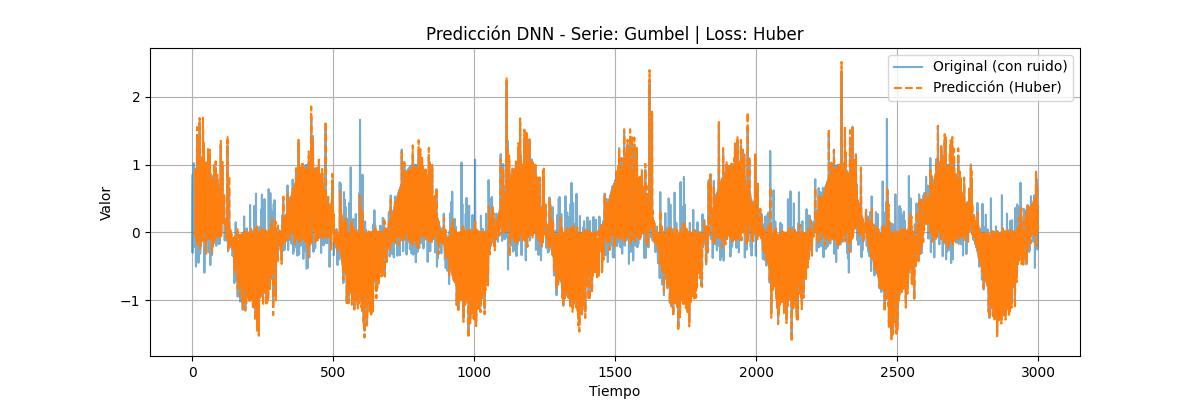 Predicción DNN - Serie: Gumbel | Loss: Huber
Original (con ruido)
Predicción (Huber)
Valor
2
1
0
−1
0
500
1000
1500
2000
2500
3000
Tiempo